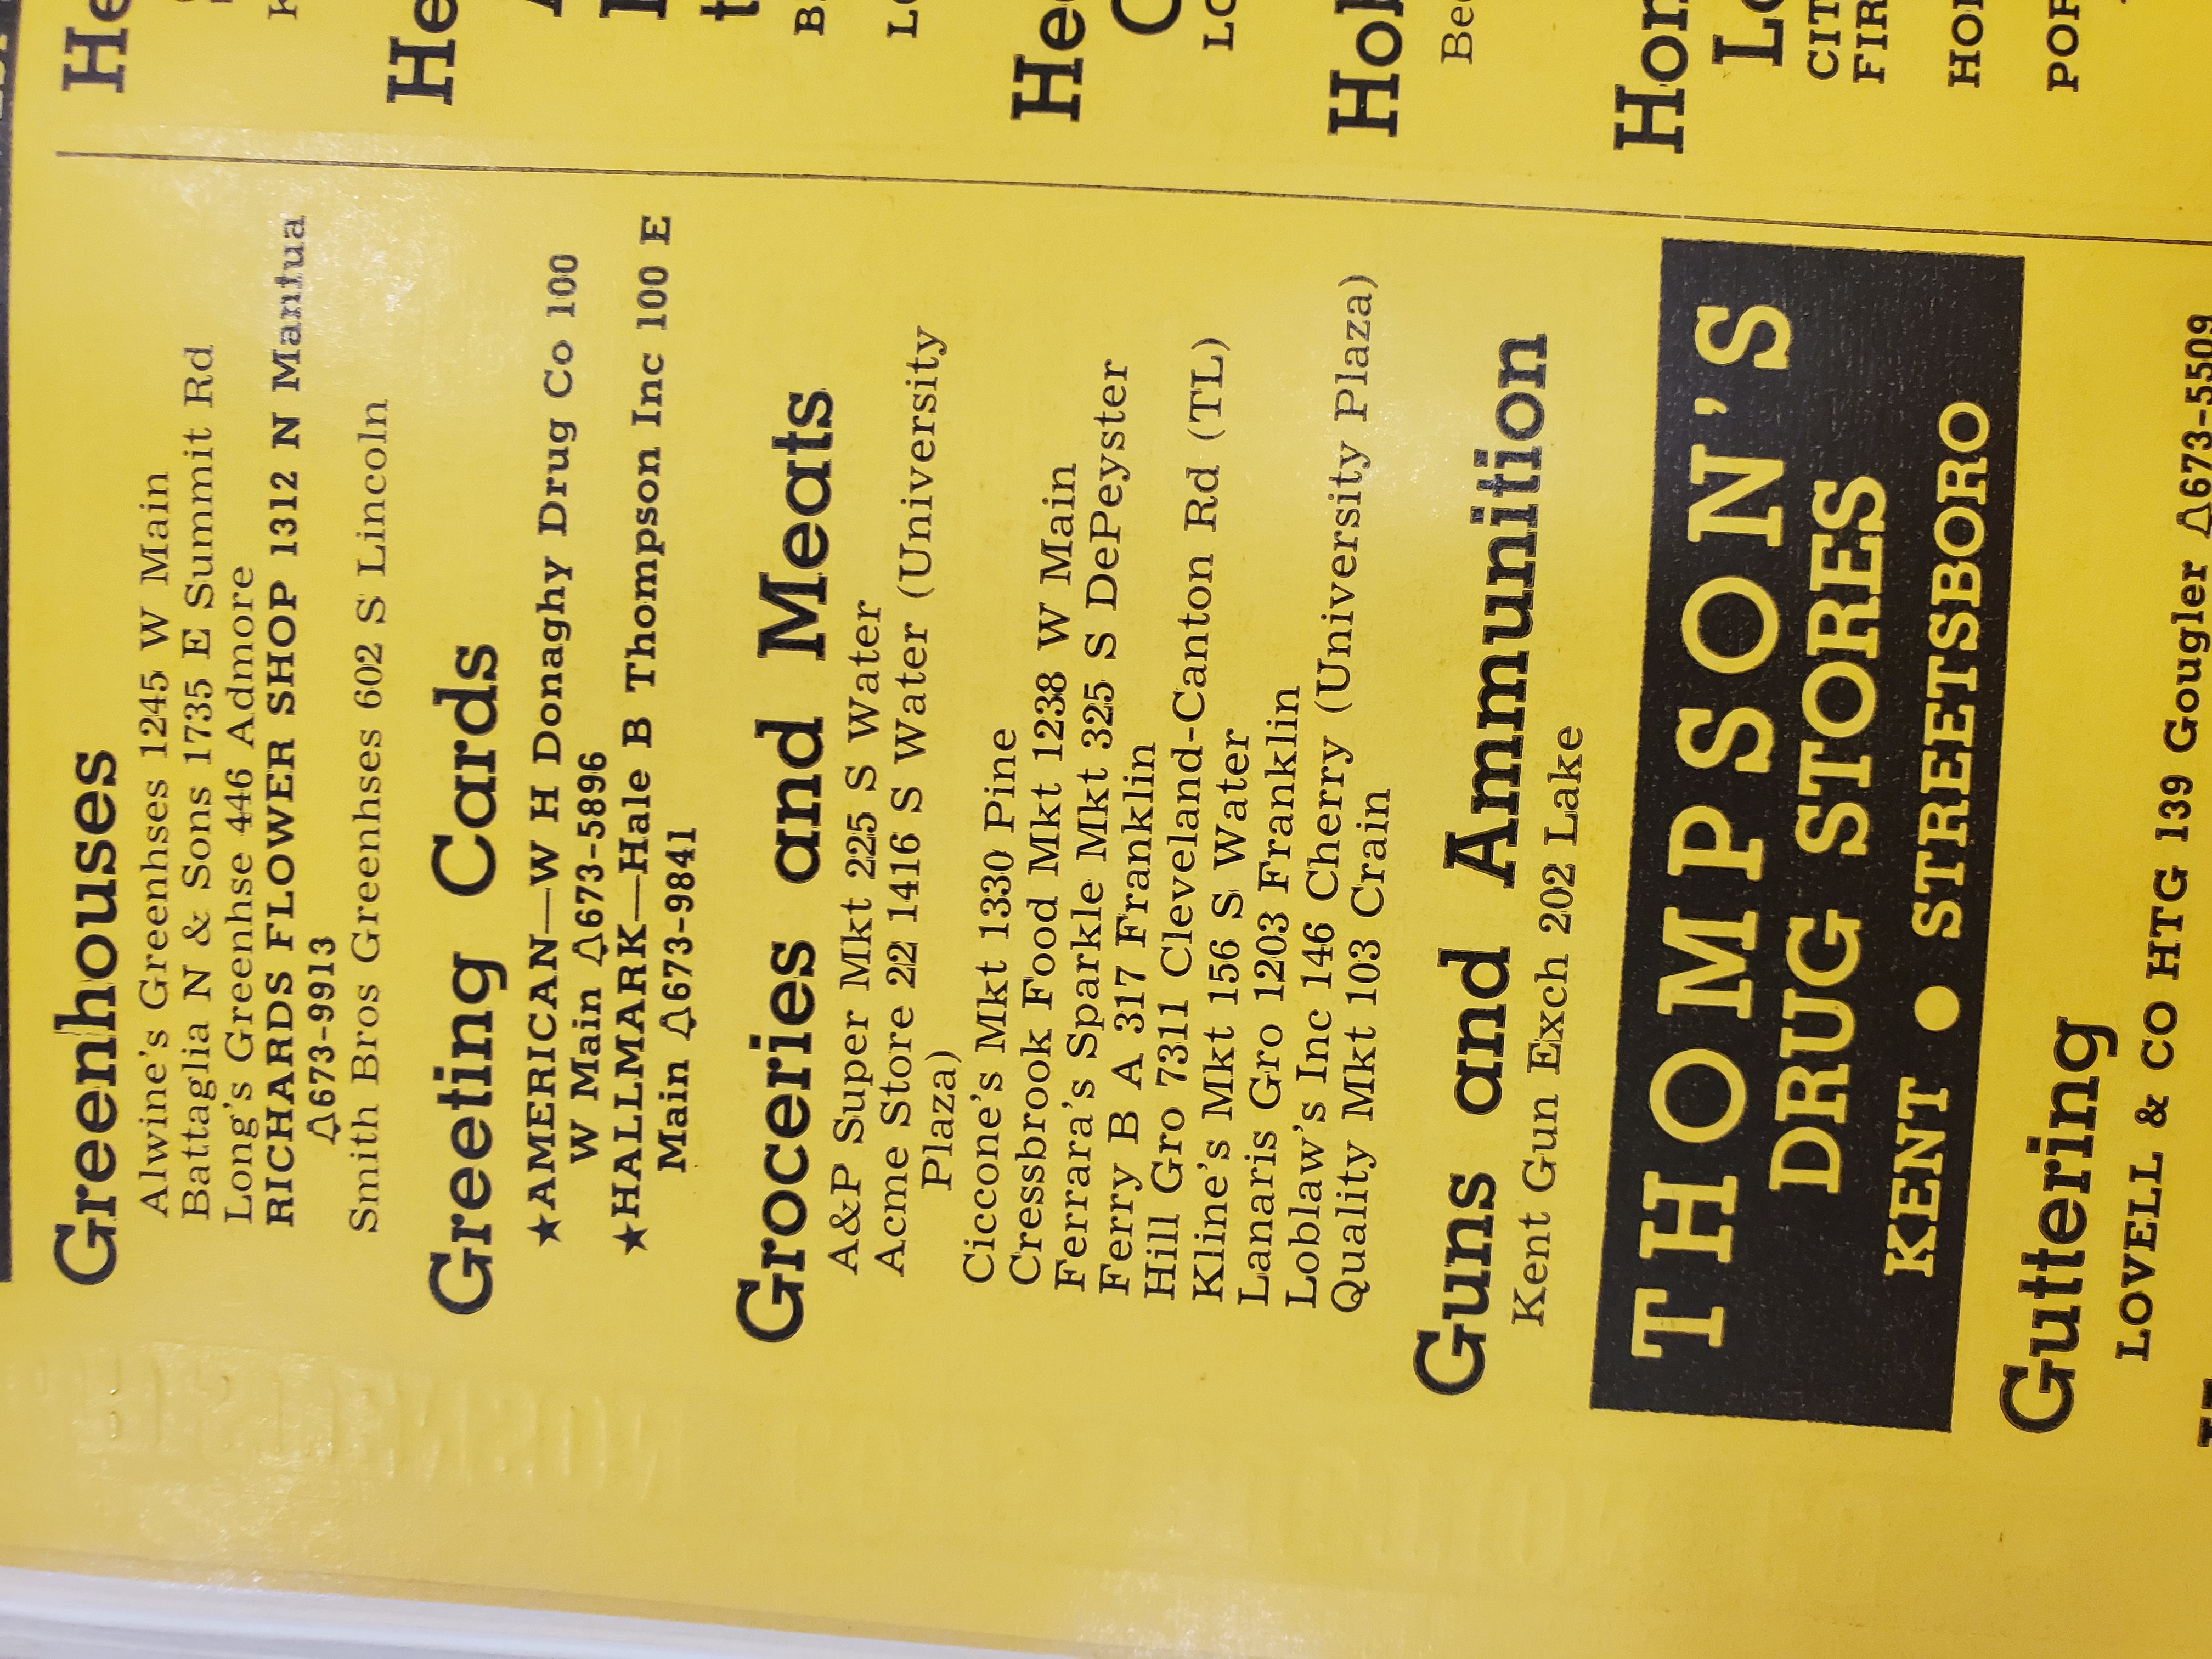 Greenhouses
Alwine's Greenhses 1245 W Main
Battaglia N & Sons 1735 E Summit Rd
Long's Greenhse 446 Admore
RICHARDS FLOWER SHOP 1312 N Mantua
673-9913
Smith Bros Greenhses 602 S Lincoln
Greeting Cards
★AMERICAN—W H Donaghy Drug Co 100
W Main 673-5896
★HALLMARK—Hale B Thompson Inc 100 E
Main 673-9841
Groceries and Meats
A&P Super Mkt 225 S Water
Acme Store 22 1416 S Water (University
Plaza)
Ciccone's Mkt 1330 Pine
Cressbrook Food Mkt 1238 W Main
Ferrara's Sparkle Mkt 325 S DePeyster
Ferry B A 317 Franklin
Hill Gro 7311 Cleveland-Canton Rd (TL)
Kline's Mkt 156 S Water
Lanaris Gro 1203 Franklin
Loblaw's Inc 146 Cherry (University Plaza)
Quality Mkt 103 Crain
Guns and Ammunition
Kent Gun Exch 202 Lake
THOMPSON'S
DRUG STORES
KENT ● STREETSBORO
Guttering
LOVELL & CO HTG 139 Gougler 673-5509